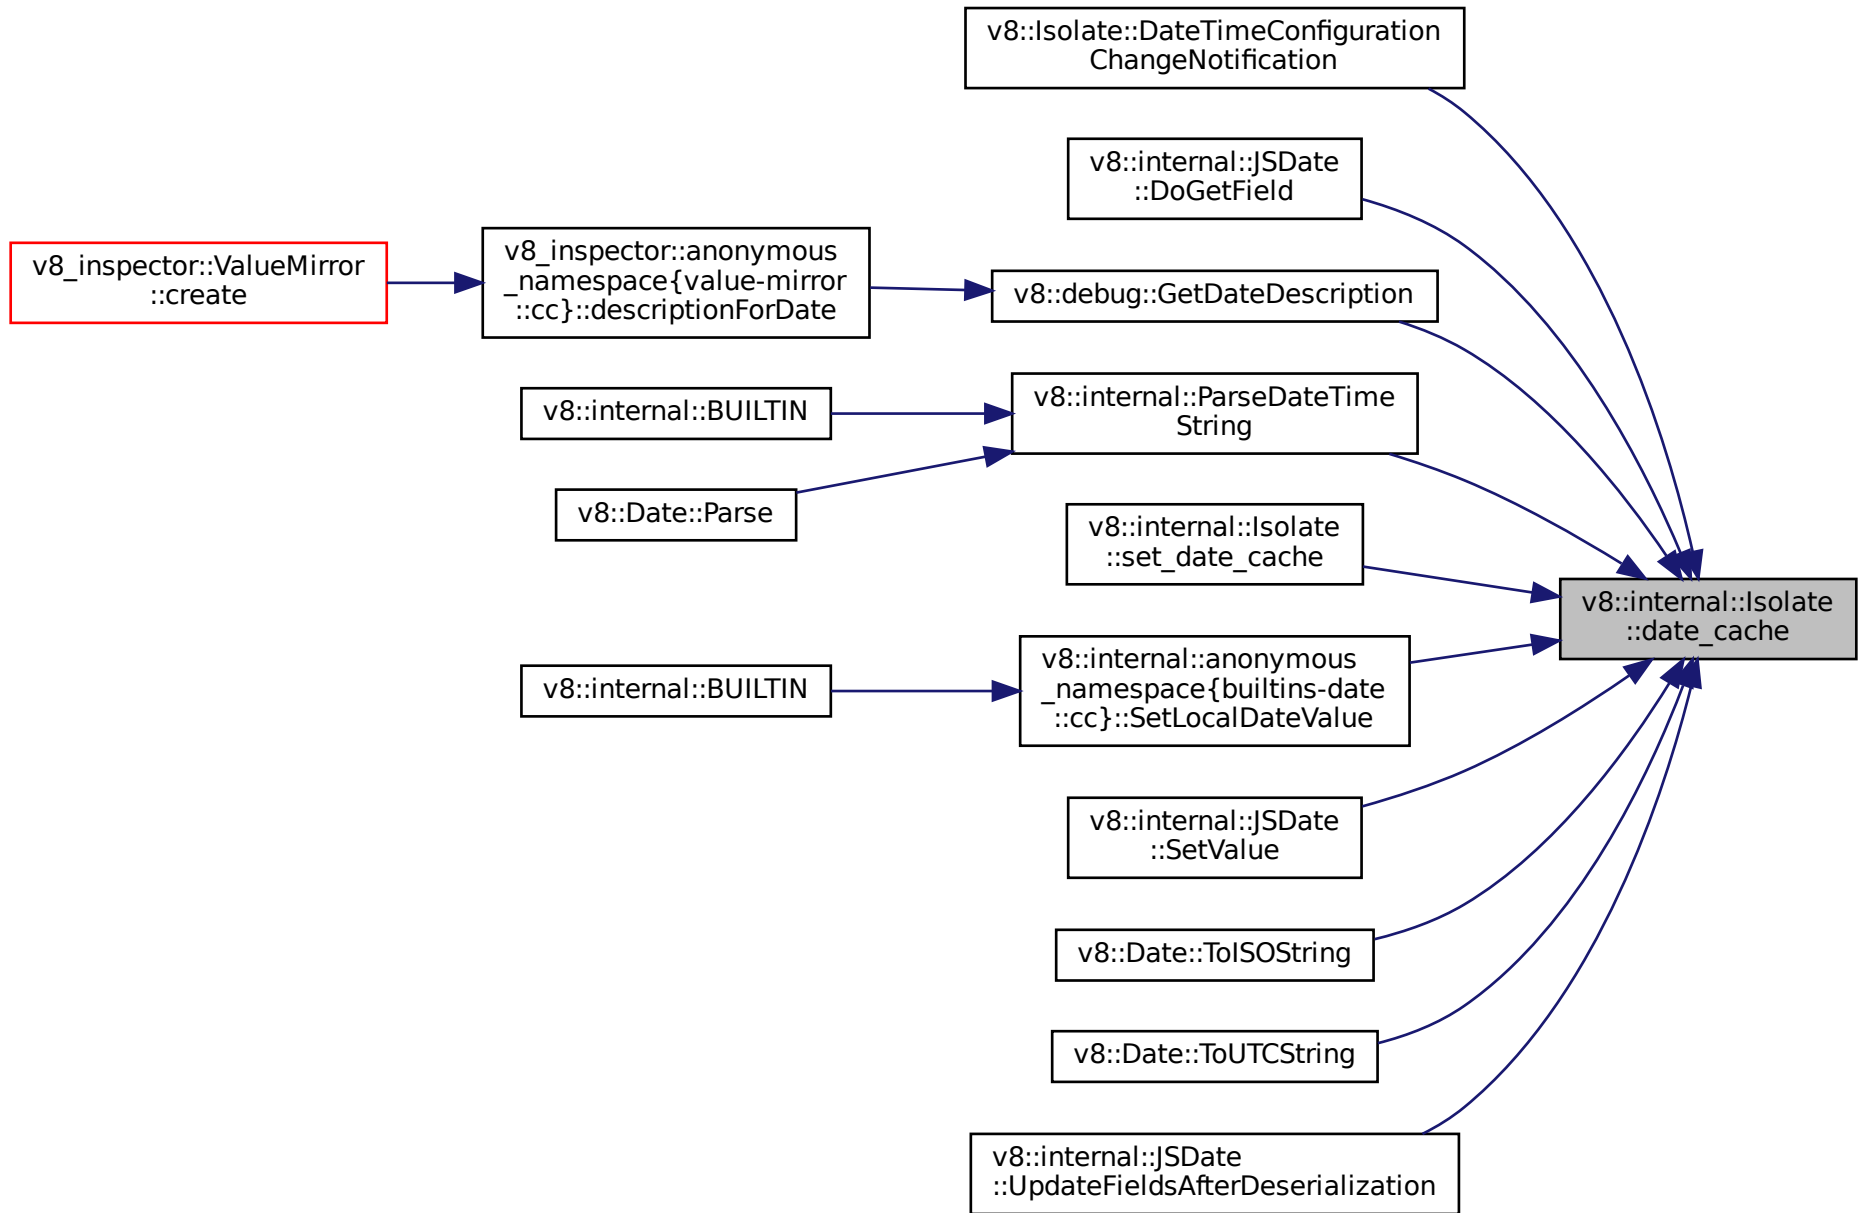 v8::Isolate::DateTimeConfiguration
ChangeNotification
v8::internal::JSDate
::DoGetField
v8_inspector::ValueMirror
::create
v8_inspector::anonymous
_namespace{value-mirror
::cc}::descriptionForDate
v8::debug::GetDateDescription
v8::internal::BUILTIN
v8::internal::ParseDateTime
String
v8::Date::Parse
v8::internal::Isolate
::set_date_cache
v8::internal::Isolate
::date_cache
v8::internal::BUILTIN
v8::internal::anonymous
_namespace{builtins-date
::cc}::SetLocalDateValue
v8::internal::JSDate
::SetValue
v8::Date::ToISOString
v8::Date::ToUTCString
v8::internal::JSDate
::UpdateFieldsAfterDeserialization